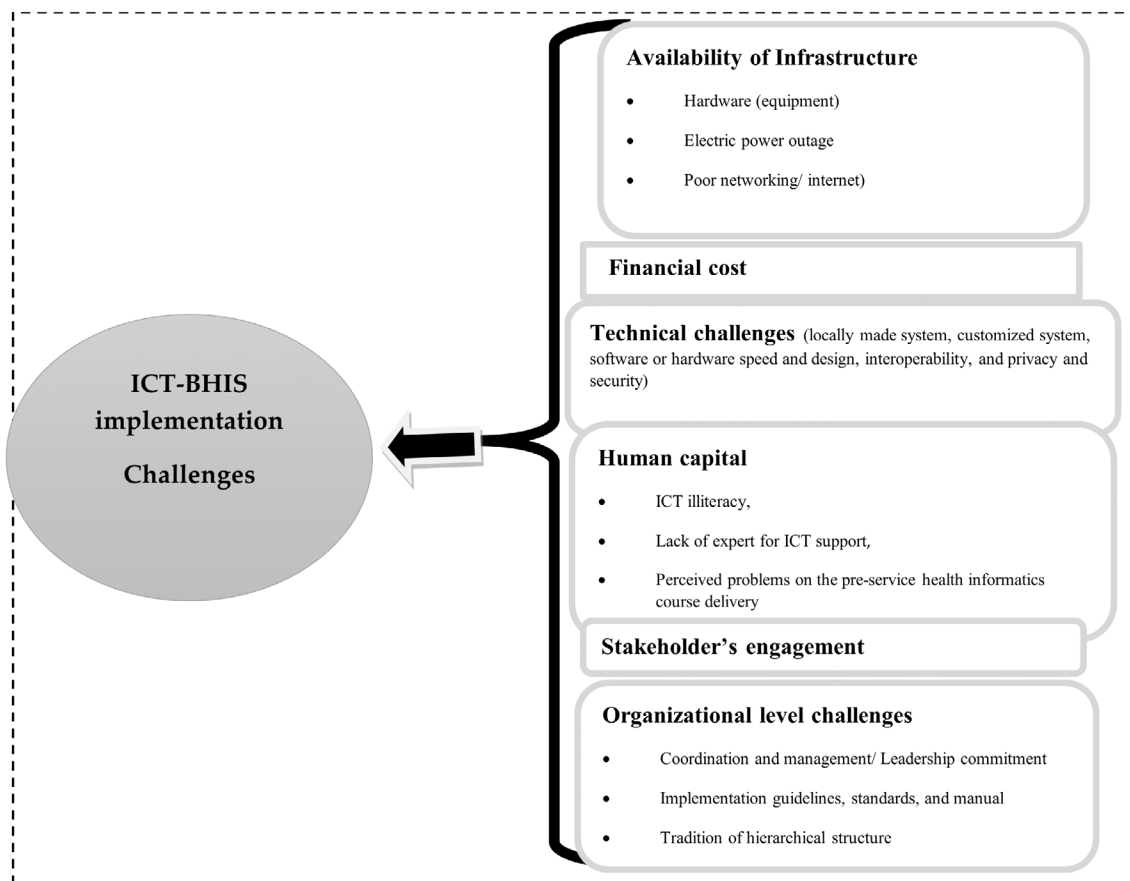 Availability of Infrastructure
• Hardware (equipment)
• Electric power outage
• Poor networking/ internet)
Financial cost
Technical challenges (locally made system, customized system,
software or hardware speed and design, interoperability, and privacy and
security)
ICT-BHIS
implementation
Challenges
Human capital
• ICT illiteracy,
• Lack of expert for ICT support,
• Perceived problems on the pre-service health informatics
course delivery
Stakeholder’s engagement
Organizational level challenges
• Coordination and management/ Leadership commitment
• Implementation guidelines, standards, and manual
• Tradition of hierarchical structure